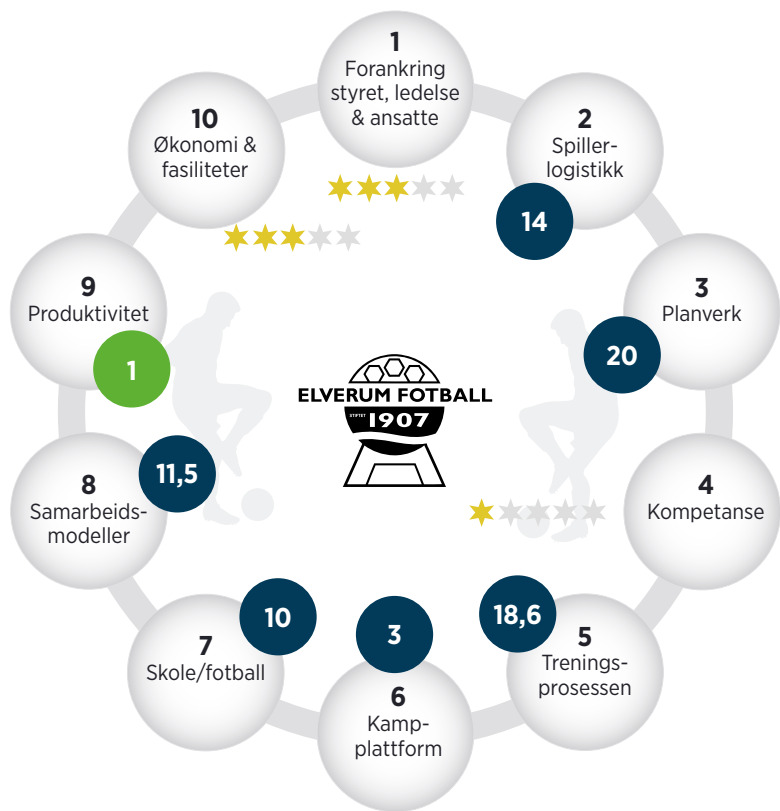 1
Forankring
styret, ledelse
& ansatte
2
Spiller-
logistikk
14
3
Planverk
20
4
Kompetanse
5
Trenings-
prosessen
18,6
6
Kamp-
plattform
3
7
Skole/fotball
10
8
Samarbeids-
modeller
11,5
9
Produktivitet
1
10
Økonomi &
fasiliteter
ELVERUM FOTBALL
STIFTET
1907